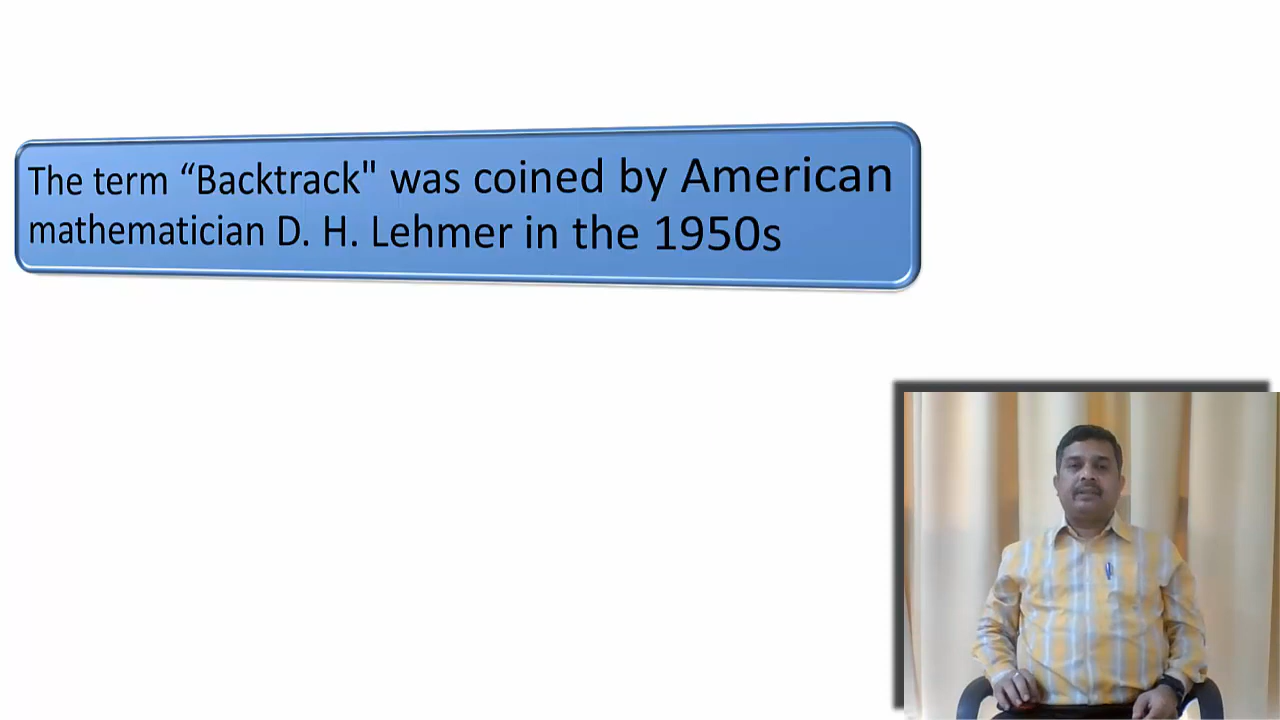 The term “Backtrack" was coined by American
mathematician D. H. Lehmer in the 1950s